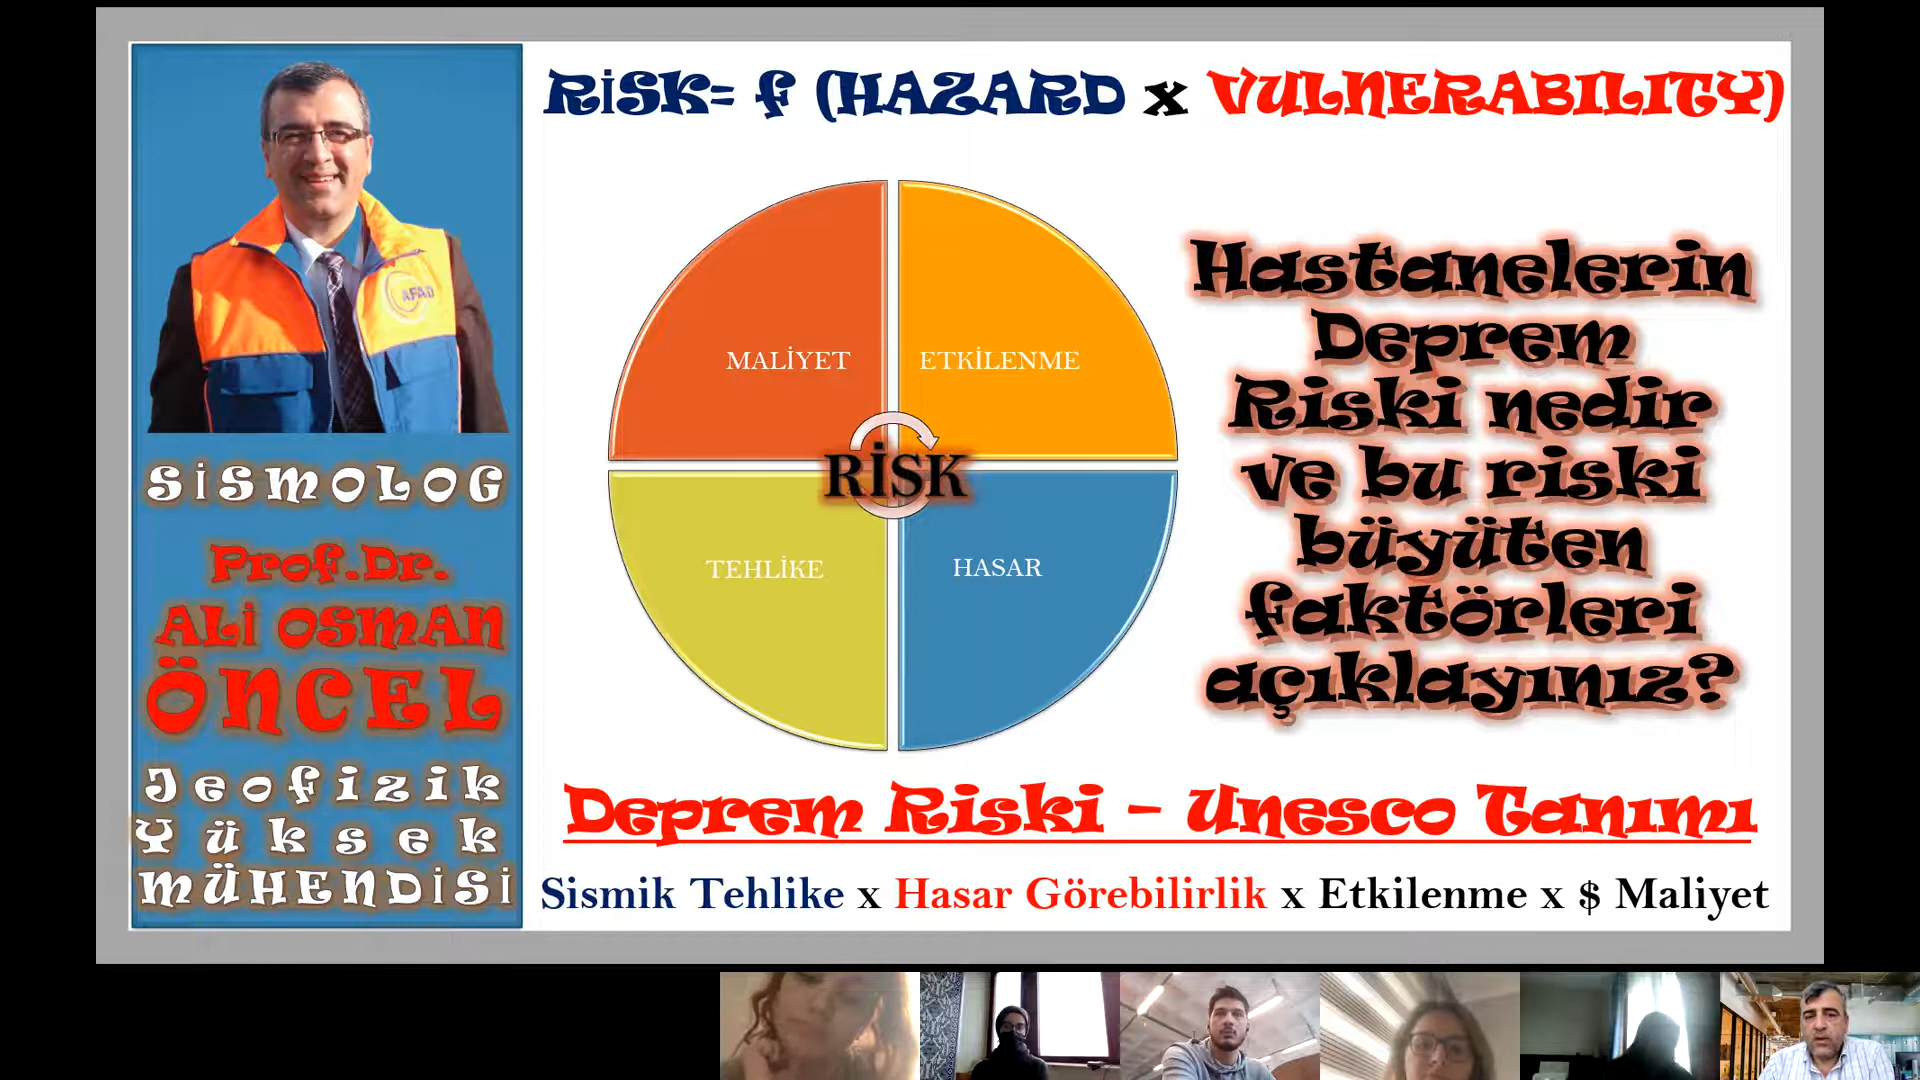 RİSK= f (HAZARD x VULNERABILITY)
AFAD
SİSMOLOG
Prof.Dr.
ALİ OSMAN
ÖNCEL
Jeofizik
Yüksek
MÜHENDİSİ
MALİYET
ETKİLENME
RİSK
TEHLİKE
HASAR
Hastanelerin
Deprem
Riski nedir
ve bu riski
büyüten
faktörleri
açıklayınız?
Deprem Riski – Unesco Tanımı
Sismik Tehlike x Hasar Görebilirlik x Etkilenme x $ Maliyet